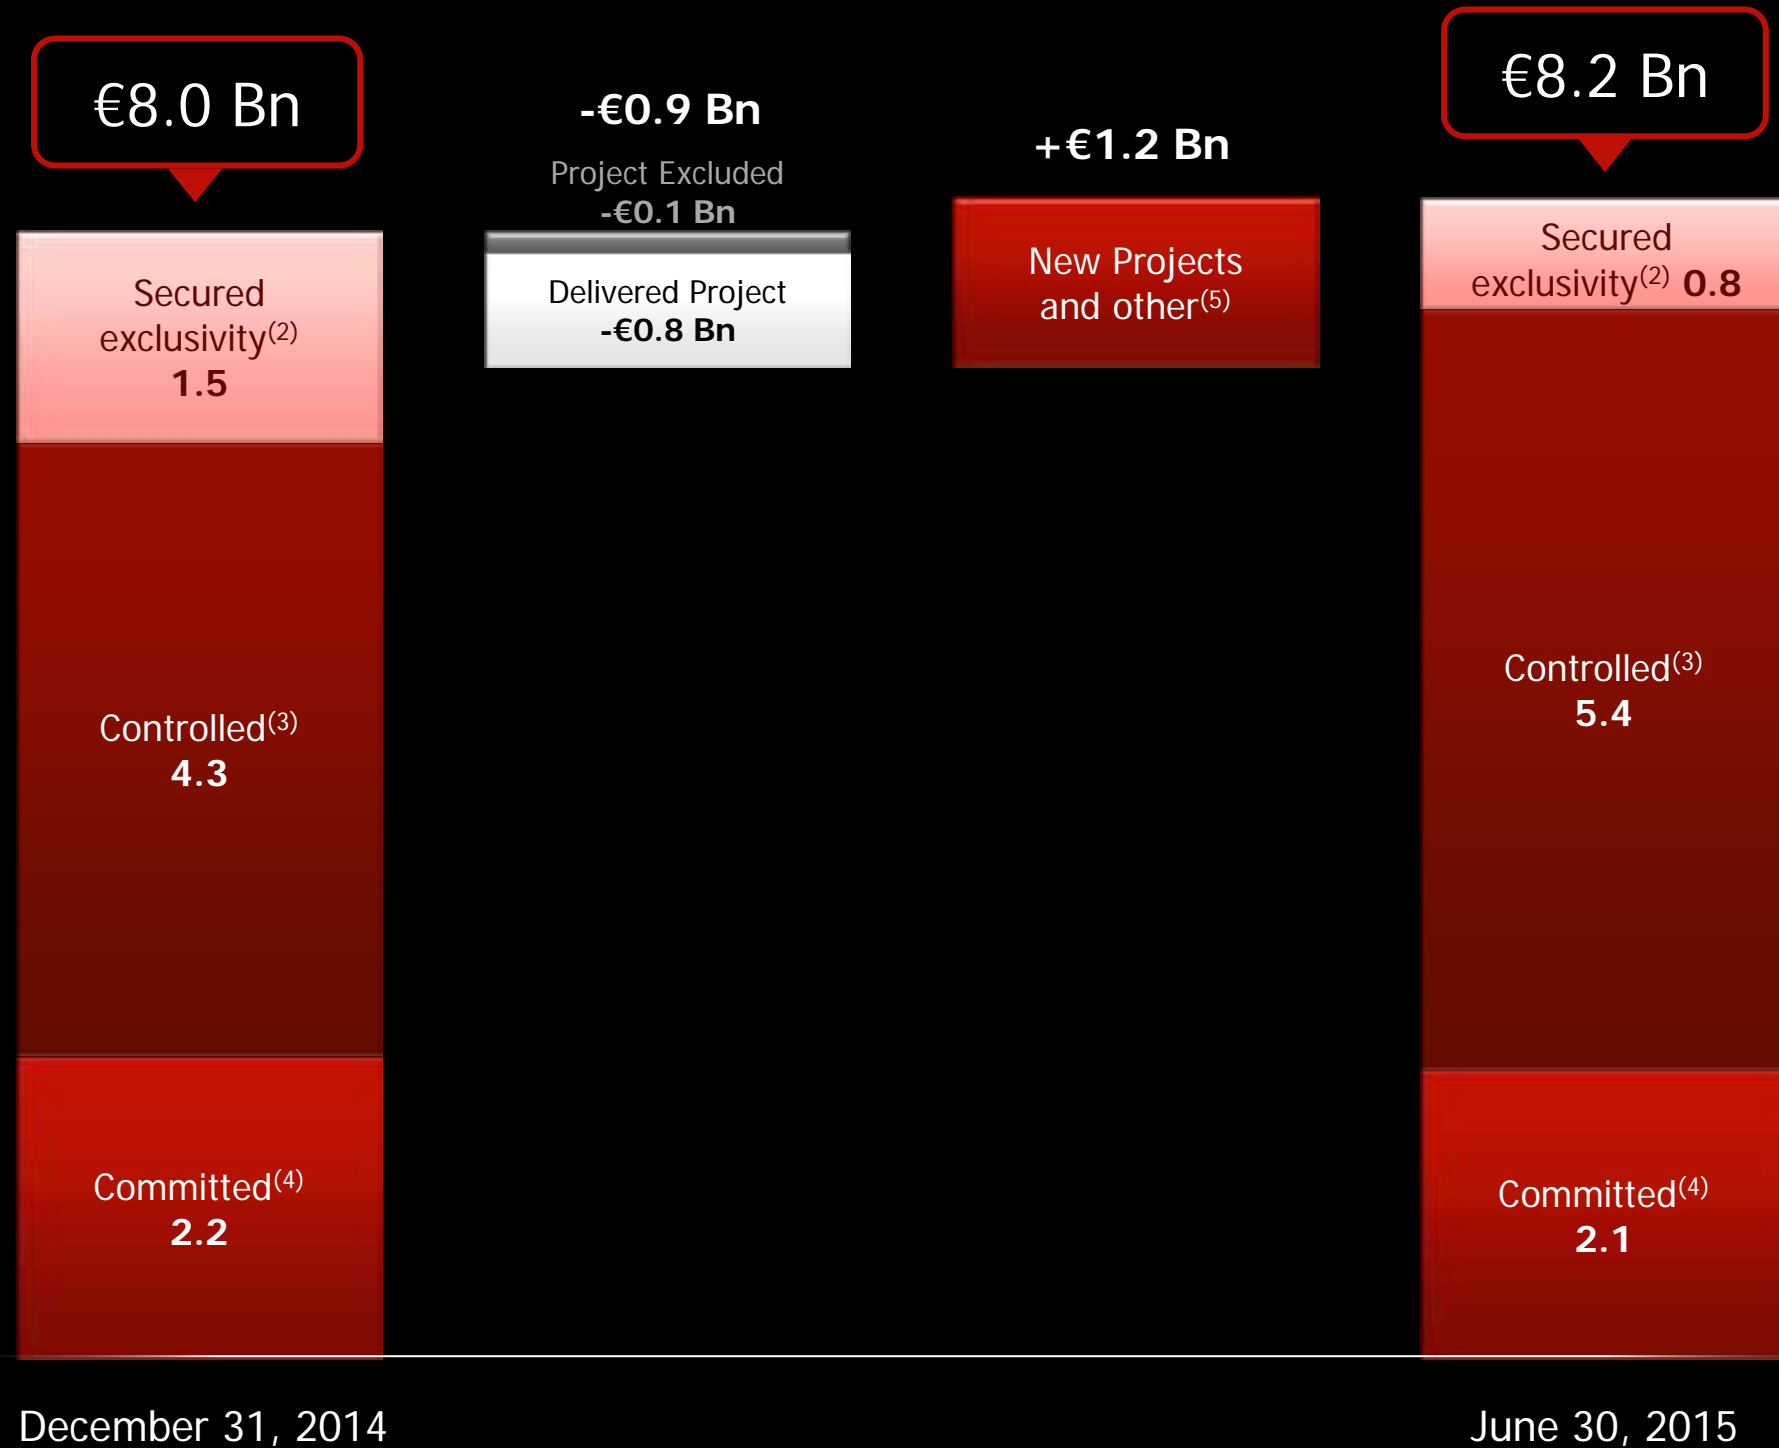 €8.0 Bn
Secured
exclusivity(2)
1.5
Controlled(3)
4.3
Committed(4)
2.2
December 31, 2014
-€0.9 Bn
Project Excluded
-€0.1 Bn
Delivered Project
-€0.8 Bn
+€1.2 Bn
New Projects
and other(5)
€8.2 Bn
Secured
exclusivity(2) 0.8
Controlled(3)
5.4
Committed(4)
2.1
June 30, 2015